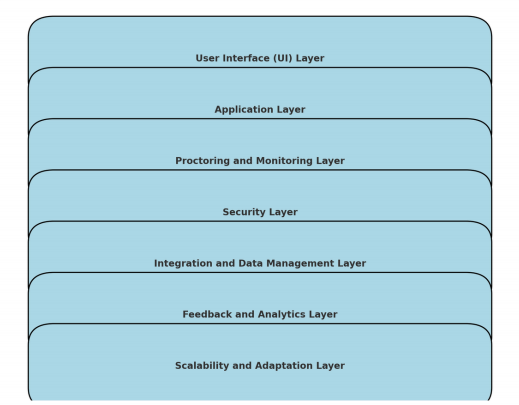 User Interface (UI) Layer
Application Layer
Proctoring and Monitoring Layer
Security Layer
Integration and Data Management Layer
Feedback and Analytics Layer
Scalability and Adaptation Layer